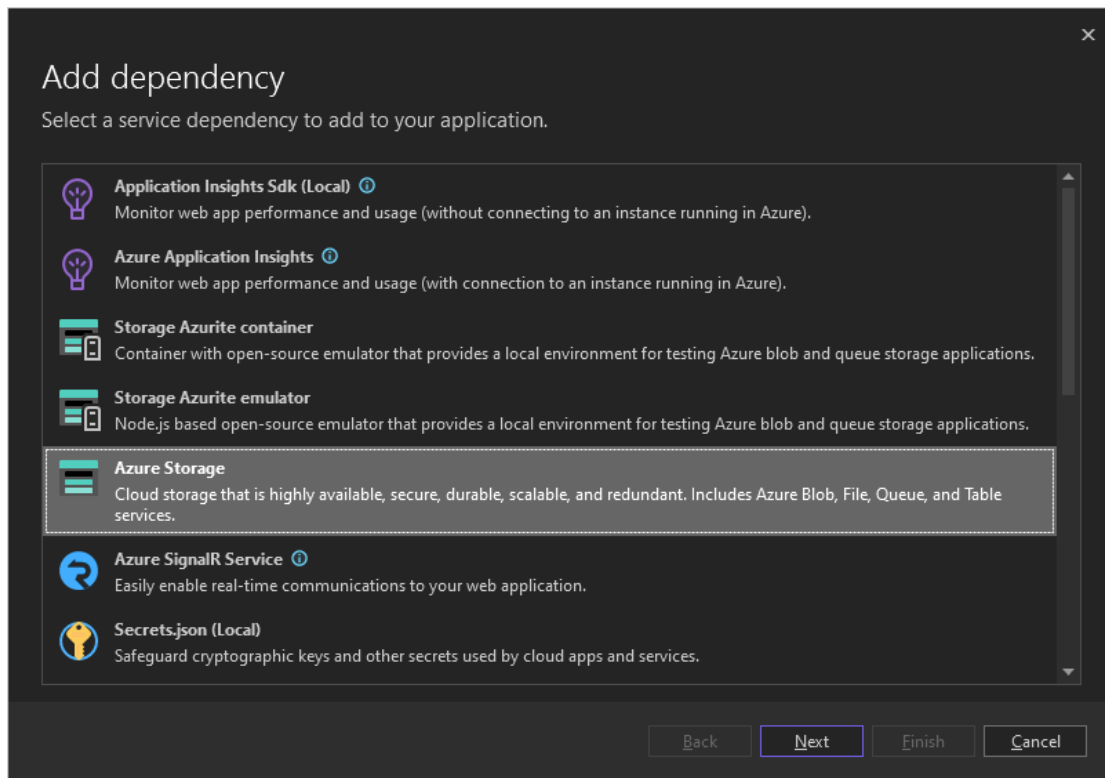 Add dependency
Select a service dependency to add to your application.
Application Insights Sdk (Local)
Monitor web app performance and usage (without connecting to an instance running in Azure).
Azure Application Insights
Monitor web app performance and usage (with connection to an instance running in Azure).
Storage Azurite container
Container with open-source emulator that provides a local environment for testing Azure blob and queue storage applications.
Storage Azurite emulator
Node.js based open-source emulator that provides a local environment for testing Azure blob and queue storage applications.
Azure Storage
Cloud storage that is highly available, secure, durable, scalable, and redundant. Includes Azure Blob, File, Queue, and Table
services.
Azure SignalR Service
Easily enable real-time communications to your web application.
Secrets.json (Local)
Safeguard cryptographic keys and other secrets used by cloud apps and services.
Back Next Finish Cancel